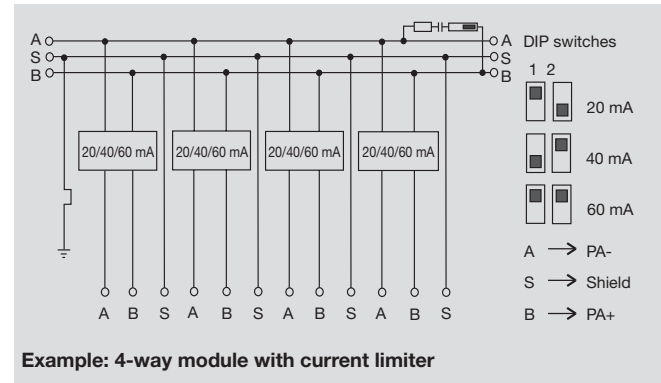 A A DIP switches
S S
B B
1 2
20 mA
20/40/60 mA 20/40/60 mA 20/40/60 mA 20/40/60 mA
40 mA
60 mA
A → PA-
S → Shield
B → PA+
A B S A B S A B S A B S
Example: 4-way module with current limiter